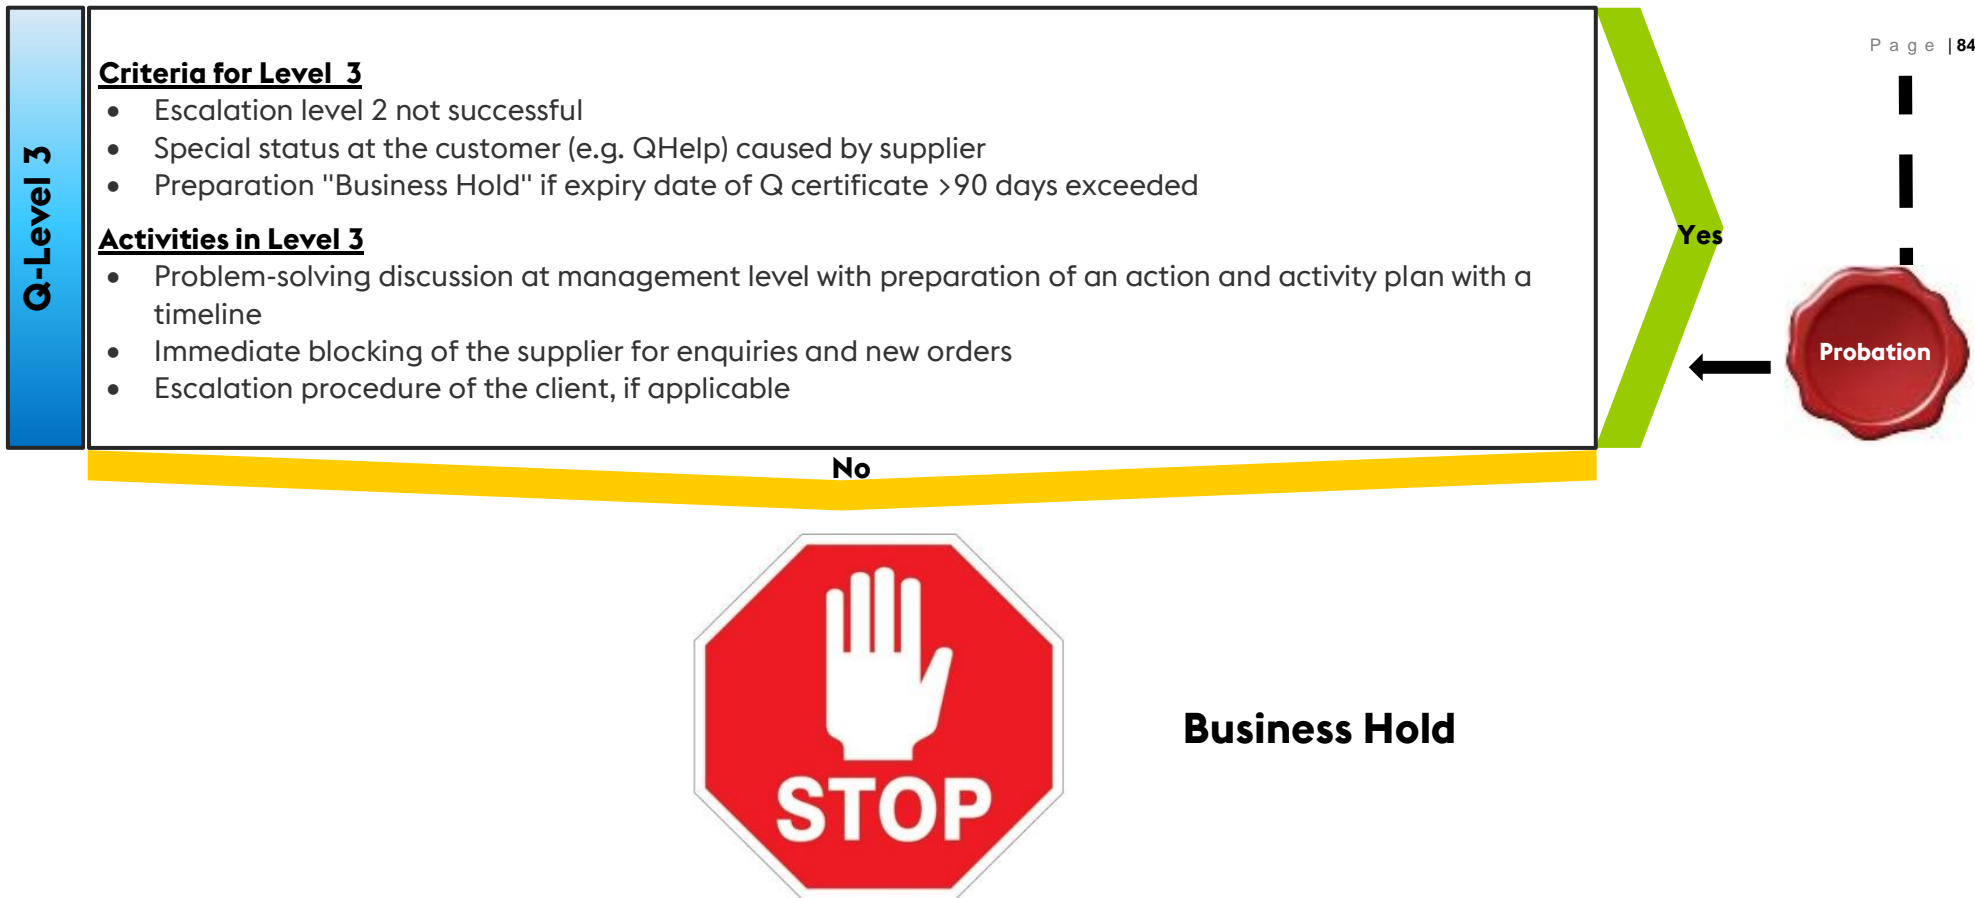 Page | 84
Q-Level 3
Criteria for Level 3
• Escalation level 2 not successful
• Special status at the customer (e.g. QHelp) caused by supplier
• Preparation "Business Hold" if expiry date of Q certificate >90 days exceeded
Activities in Level 3
• Problem-solving discussion at management level with preparation of an action and activity plan with a
timeline
• Immediate blocking of the supplier for enquiries and new orders
• Escalation procedure of the client, if applicable
Yes
Probation
No
STOP
Business Hold